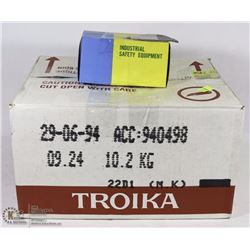 INDUSTRIAL
SAFETY EQUIPMENT
CAUTION
CUT OPEN WITH CARE
29-06-94 ACC:940498
09.24 10.2 KG
22D1 (N.K)
TROIKA